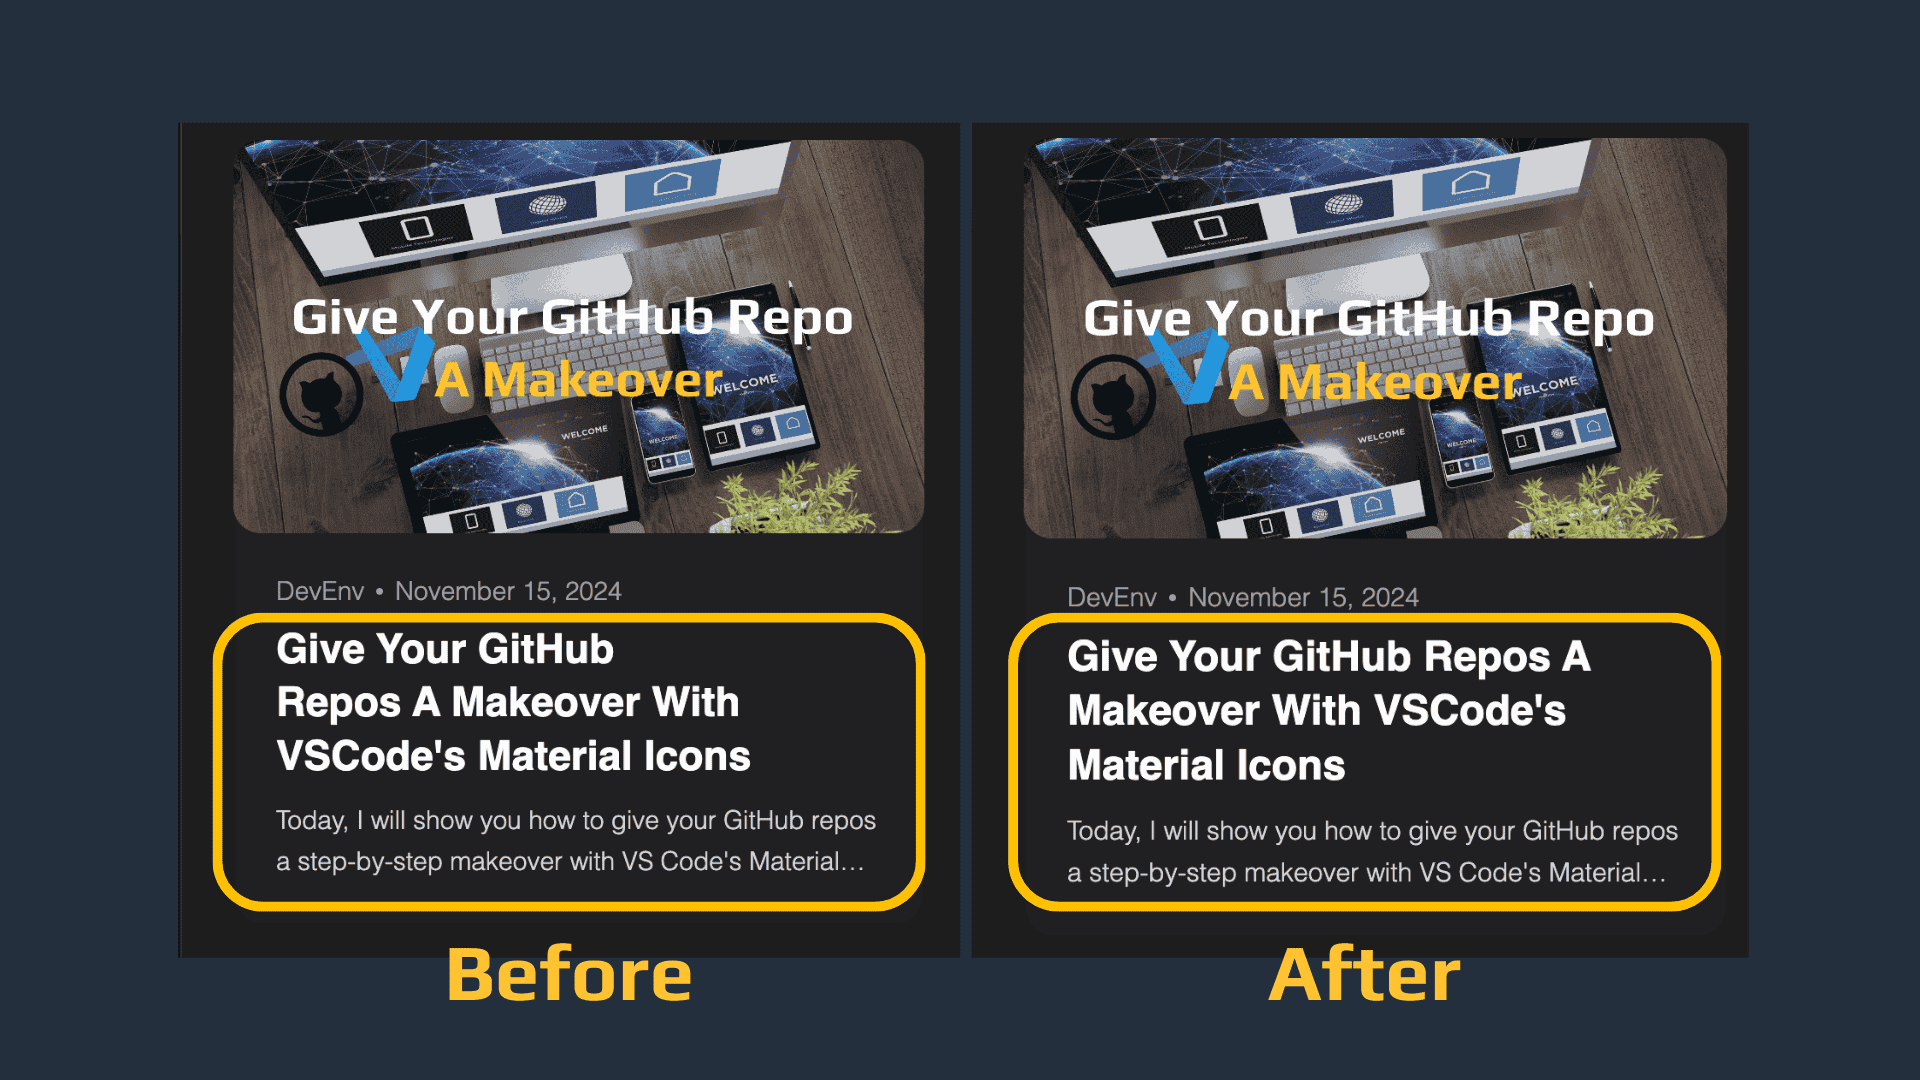 Give Your GitHub Repo
A Makeover
WELCOME
WELCOME
WELCOME
DevEnv • November 15, 2024
Give Your GitHub
Repos A Makeover With
VSCode's Material Icons
Today, I will show you how to give your GitHub repos
a step-by-step makeover with VS Code's Material...
Before
Give Your GitHub Repo
A Makeover
WELCOME
WELCOME
WELCOME
DevEnv • November 15, 2024
Give Your GitHub Repos A
Makeover With VSCode's
Material Icons
Today, I will show you how to give your GitHub repos
a step-by-step makeover with VS Code's Material...
After